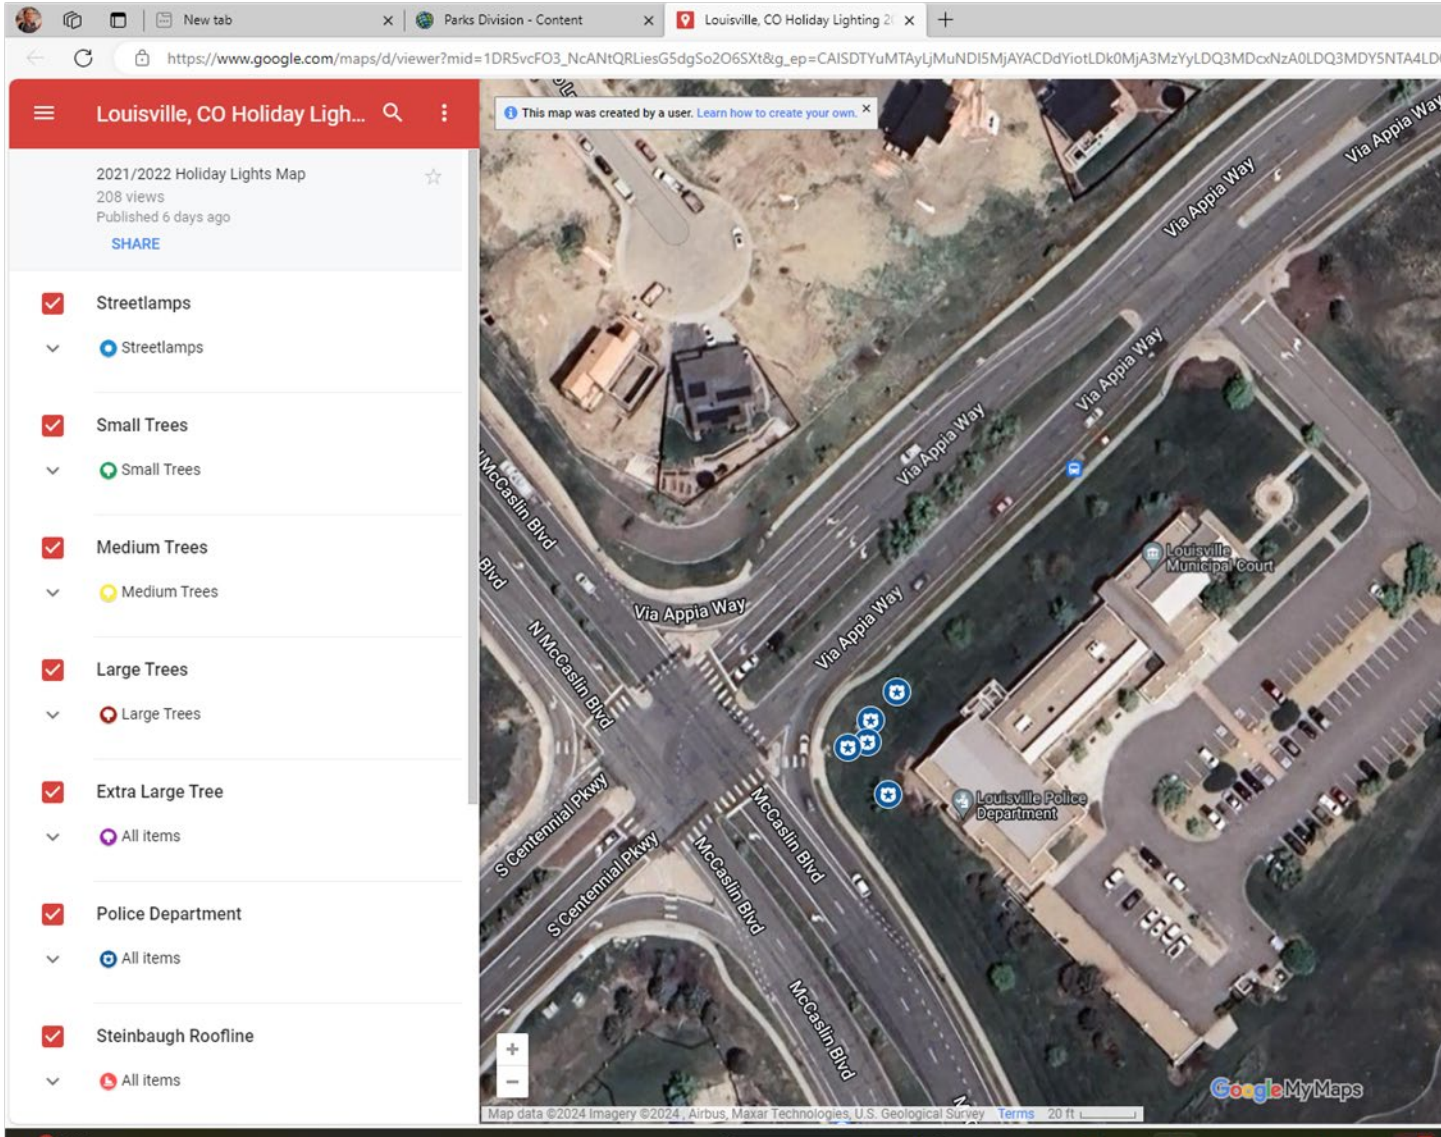 New tab
Parks Division - Content
Louisville, CO Holiday Lighting 2
https://www.google.com/maps/d/viewer?mid=1DR5vcFO3_NcANtQRLiesG5dgSo2O6SXt&g_ep=CAISDTYuMTAyLjMuNDI5MjAYACDdYiotLDk0MjA3MzYyLDQ3MDcxNzA0LDQ3MDY5NTA4LD
Louisville, CO Holiday Ligh...
This map was created by a user. Learn how to create your own.
2021/2022 Holiday Lights Map
208 views
Published 6 days ago
SHARE
Streetlamps
Streetlamps
Small Trees
Small Trees
Medium Trees
Medium Trees
Large Trees
Large Trees
Extra Large Tree
All items
Police Department
All items
Steinbaugh Roofline
All items
Via Appia Way
Via Appia Way
Via Appia Way
Via Appia Way
Via Appia Way
Via Appia Way
N McCaslin Blvd
Blvd
N McCaslin Blvd
Louisville
Municipal Court
Louisville Police
Department
S Centennial Pkwy
S Centennial Pkwy
McCaslin Blvd
McCaslin Blvd
McCaslin Blvd
+
−
Google My Maps
Map data ©2024 Imagery ©2024 , Airbus, Maxar Technologies, U.S. Geological Survey Terms 20 ft